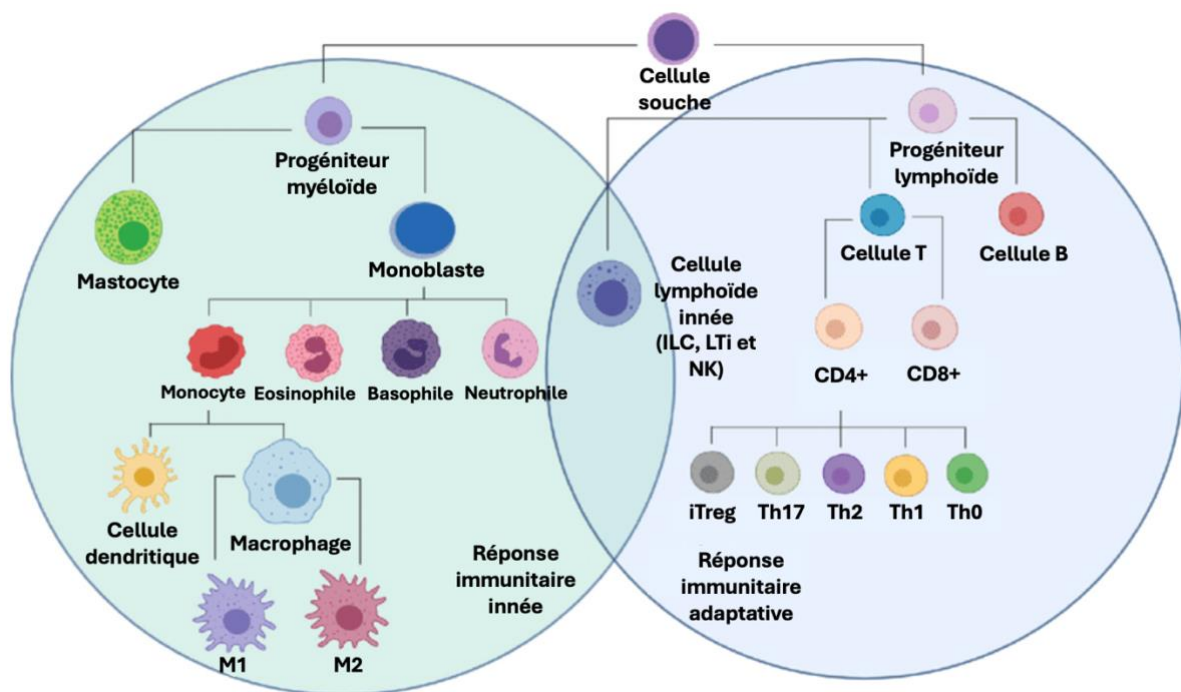 Cellule
souche
Progéniteur
myéloïde
Progéniteur
lymphoïde
Mastocyte
Monoblaste
Cellule
lymphoïde
innée
(ILC, LTi et
NK)
Cellule T
Cellule B
Monocyte
Eosinophile
Basophile
Neutrophile
CD4+
CD8+
Cellule
dendritique
Macrophage
iTreg
Th17
Th2
Th1
Th0
Réponse
immunitaire
innée
Réponse
immunitaire
adaptative
M1
M2